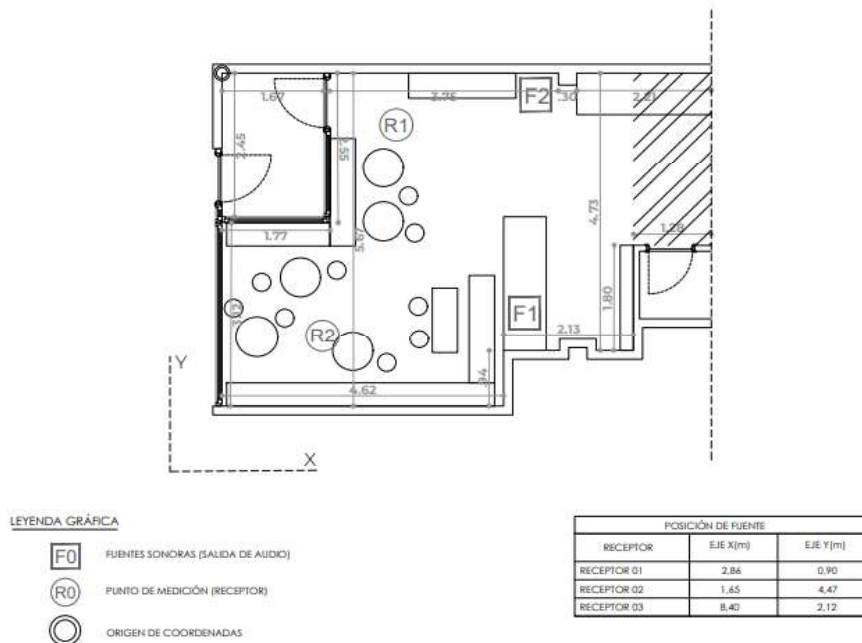 1.67
3.75
F2
.30
2.21
R1
2.45
.55
4.73
1.77
5.67
1.28
1.80
F1
2.13
R2
.94
4.62
Y
X
LEYENDA GRÁFICA
F0 FUENTES SONORAS (SALIDA DE AUDIO)
R0 PUNTO DE MEDICIÓN (RECEPTOR)
ORIGEN DE COORDENADAS
POSICIÓN DE FUENTE
RECEPTOR EJE X(m) EJE Y(m)
RECEPTOR 01 2,86 0,90
RECEPTOR 02 1,65 4,47
RECEPTOR 03 8,40 2,12